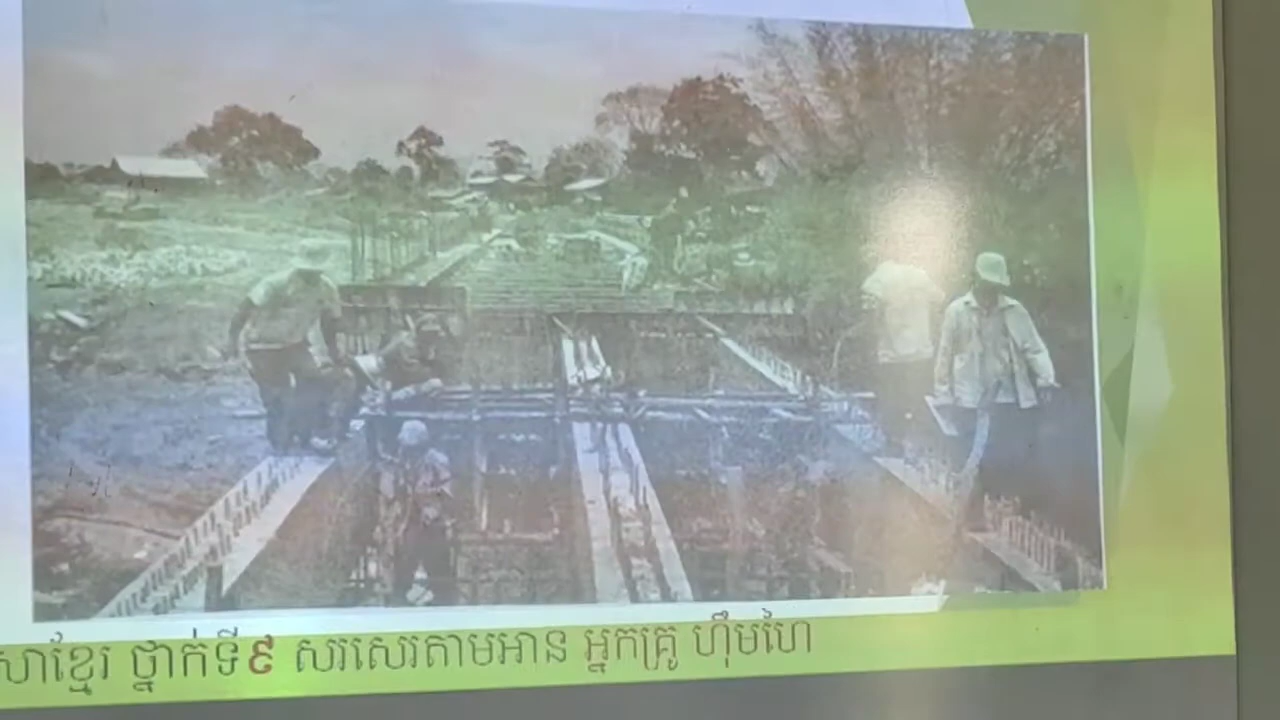 សាខ្មែរ ថ្នាក់ទី៩ សរសេរតាមអាន អ្នកគ្រូ ហ៊ឹមហៃ